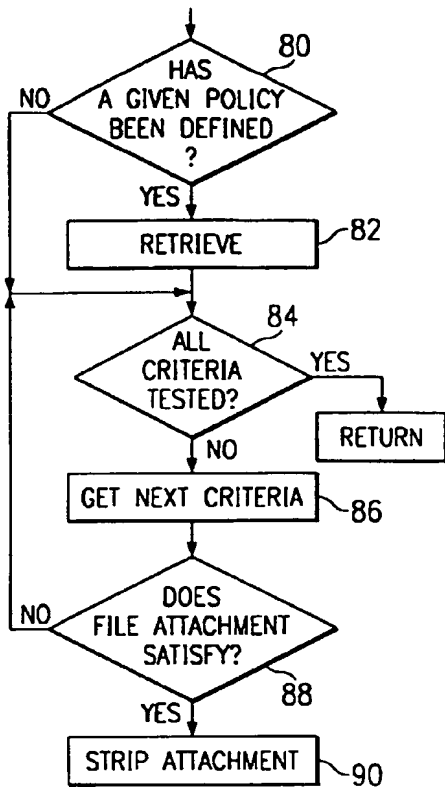 80
HAS
A GIVEN POLICY
BEEN DEFINED
?
NO
YES
RETRIEVE
82
84
ALL
CRITERIA
TESTED?
YES
RETURN
NO
GET NEXT CRITERIA
86
DOES
FILE ATTACHMENT
SATISFY?
NO
88
YES
STRIP ATTACHMENT
90